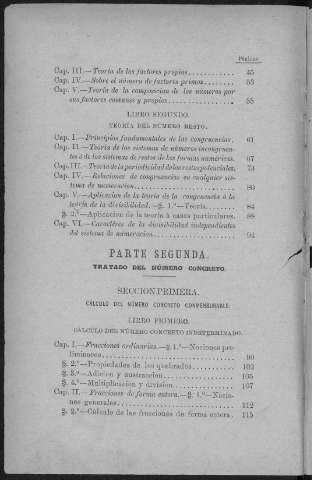 Páginas.
Cap. III.—Teoría de los factores propios........... 45
Cap. IV.—Sobre el número de factores primos....... 53
Cap. V.—Teoría de la composicion de los números por
sus factores comunes y propios................. 55
LIBRO SEGUNDO.
TEORÍA DEL NÚMERO RESTO.
Cap. I.—Principios fundamentales de las congruencias. 61
Cap. II.—Teoría de los sistemas de números incongruen-
tes ó de los sistemas de restos de las formas numéricas. 67
Cap. III.—Teoría de la periodicidad de los restos potenciales. 73
Cap. IV.—Relaciones de congruencias en cualquier sis-
tema de numeracion............................ 80
Cap. V.—Aplicacion de la teoría de la congruencia á la
teoría de la divisibilidad.—§. 1.º—Teoría........ 84
§. 2.º—Aplicacion de la teoría á casos particulares. 88
Cap. VI.—Caractéres de la divisibilidad independientes
del sistema de numeracion..................... 94
PARTE SEGUNDA.
TRATADO DEL NÚMERO CONCRETO.
SECCION PRIMERA.
CÁLCULO DEL NÚMERO CONCRETO CONMENSURABLE.
LIBRO PRIMERO.
CÁLCULO DEL NÚMERO CONCRETO INDETERMINADO.
Cap. I.—Fracciones ordinarias.—§. 1.º—Nociones pre-
liminares..................................... 99
§. 2.º—Propiedades de los quebrados........... 102
§. 3.º—Adicion y sustraccion................... 105
§. 4.º—Multiplicacion y division............... 107
Cap. II.—Fracciones de forma entera.—§. 1.º—Nocio-
nes generales................................. 112
§. 2.º—Cálculo de las fracciones de forma entera. 115